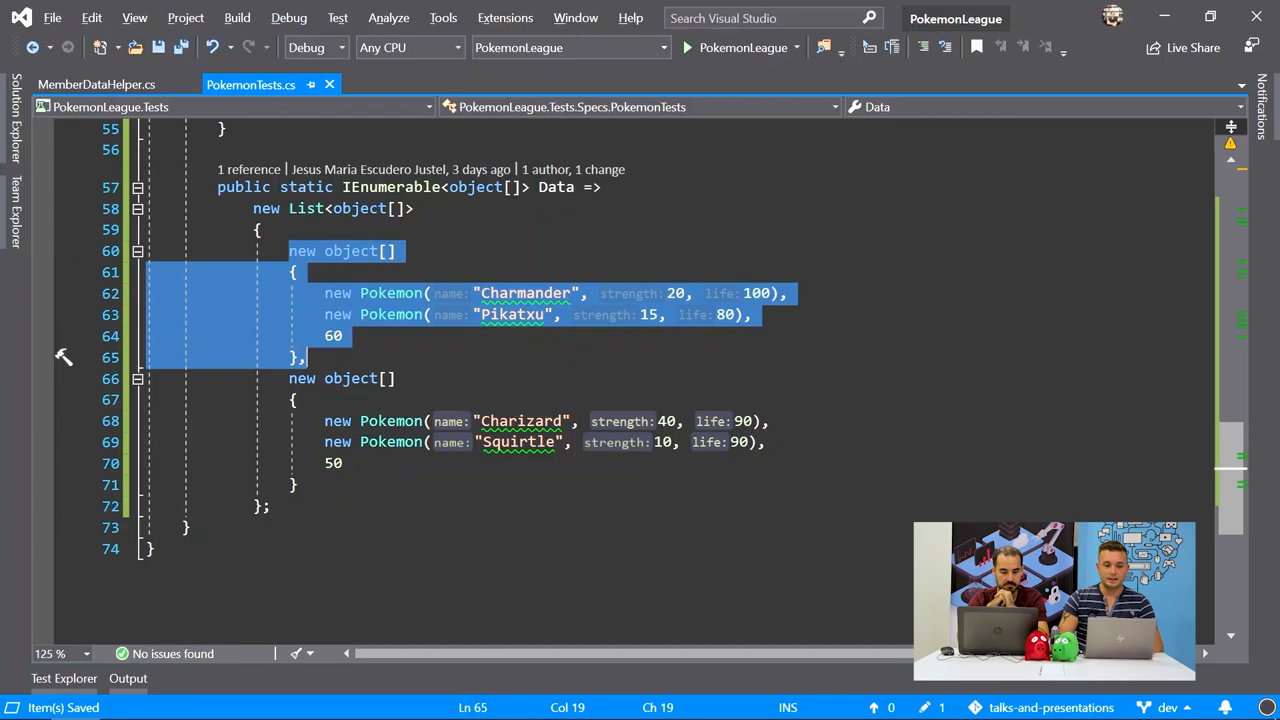 File Edit View Project Build Debug Test Analyze Tools Extensions Window Help Search Visual Studio PokemonLeague
Debug Any CPU PokemonLeague PokemonLeague Live Share
MemberDataHelper.cs PokemonTests.cs
PokemonLeague.Tests PokemonLeague.Tests.Specs.PokemonTests Data
Solution Explorer
Team Explorer
Notifications
55 }
56
1 reference | Jesus Maria Escudero Justel, 3 days ago | 1 author, 1 change
57 public static IEnumerable<object[]> Data =>
58 new List<object[]>
59 {
60 new object[]
61 {
62 new Pokemon(name: "Charmander", strength: 20, life: 100),
63 new Pokemon(name: "Pikatxu", strength: 15, life: 80),
64 60
65 },
66 new object[]
67 {
68 new Pokemon(name: "Charizard", strength: 40, life: 90),
69 new Pokemon(name: "Squirtle", strength: 10, life: 90),
70 50
71 }
72 };
73 }
74 }
125 % No issues found
Test Explorer Output
Item(s) Saved Ln 65 Col 19 Ch 19 INS 0 1 talks-and-presentations dev